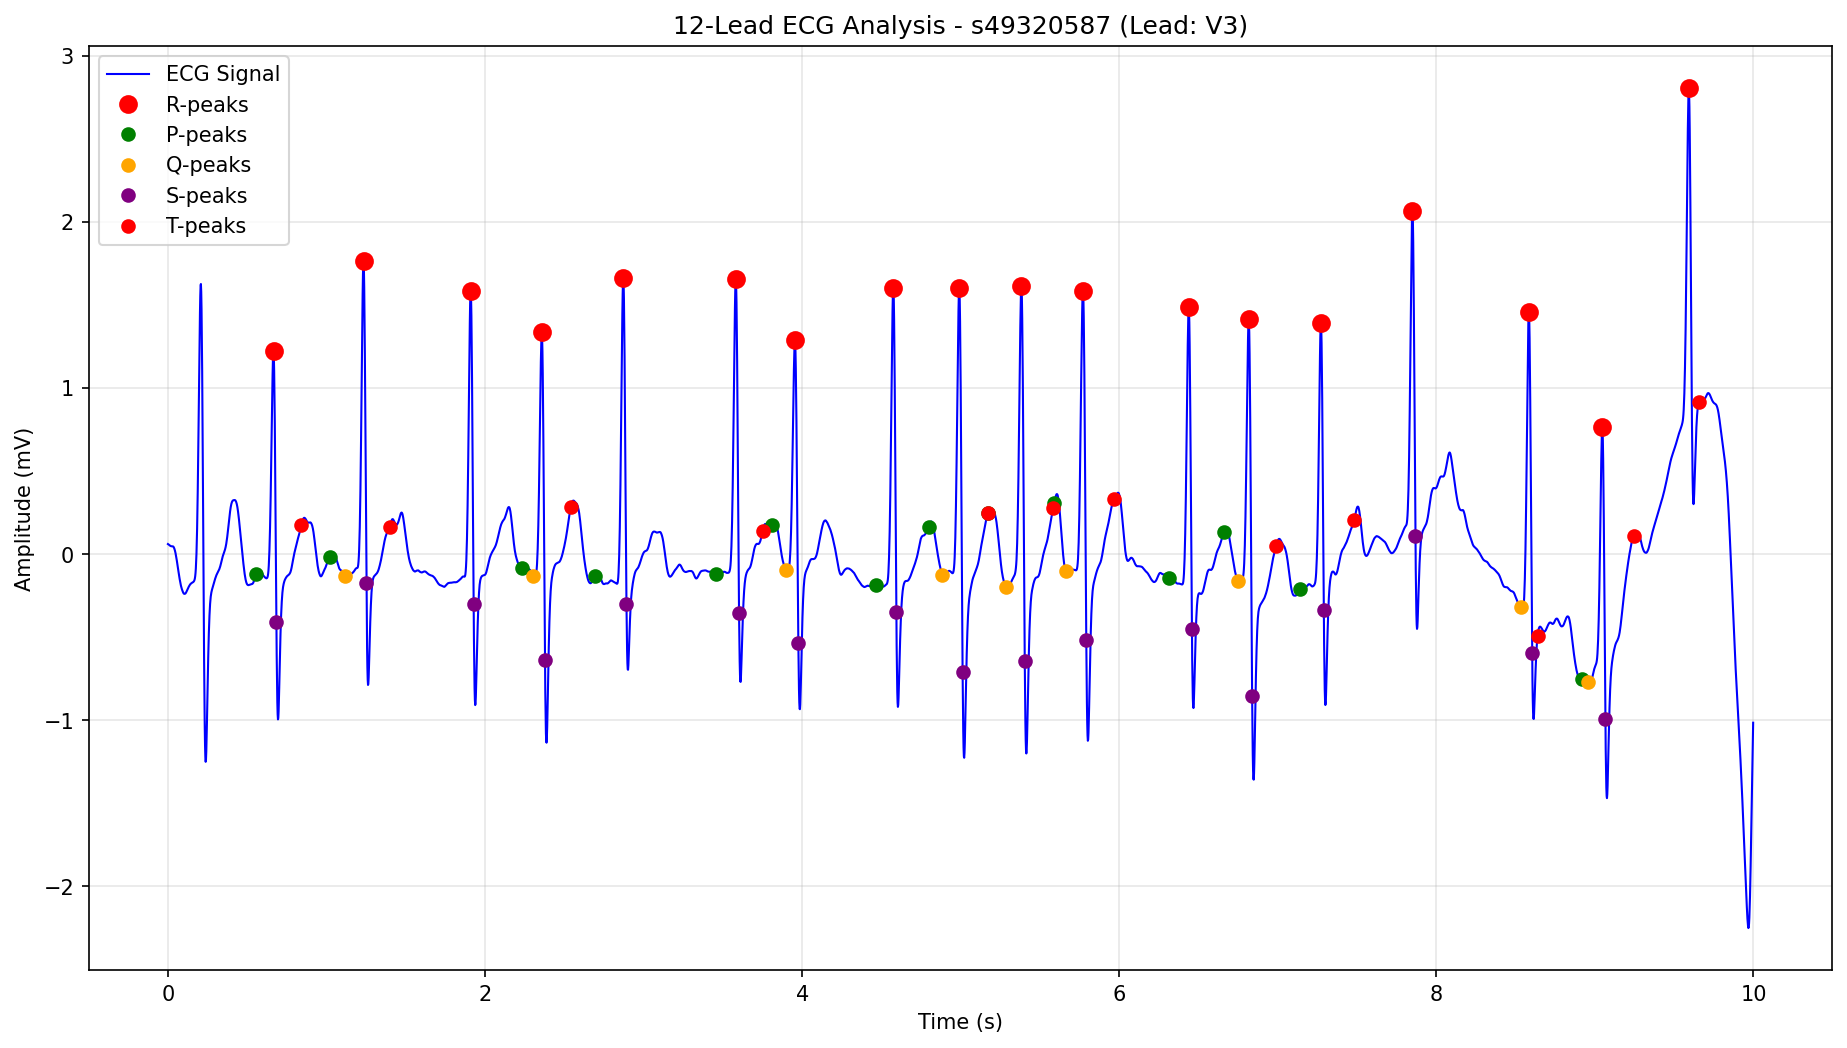 12-Lead ECG Analysis - s49320587 (Lead: V3)
ECG Signal
R-peaks
P-peaks
Q-peaks
S-peaks
T-peaks
Amplitude (mV)
3
2
1
0
−1
−2
0 2 4 6 8 10
Time (s)